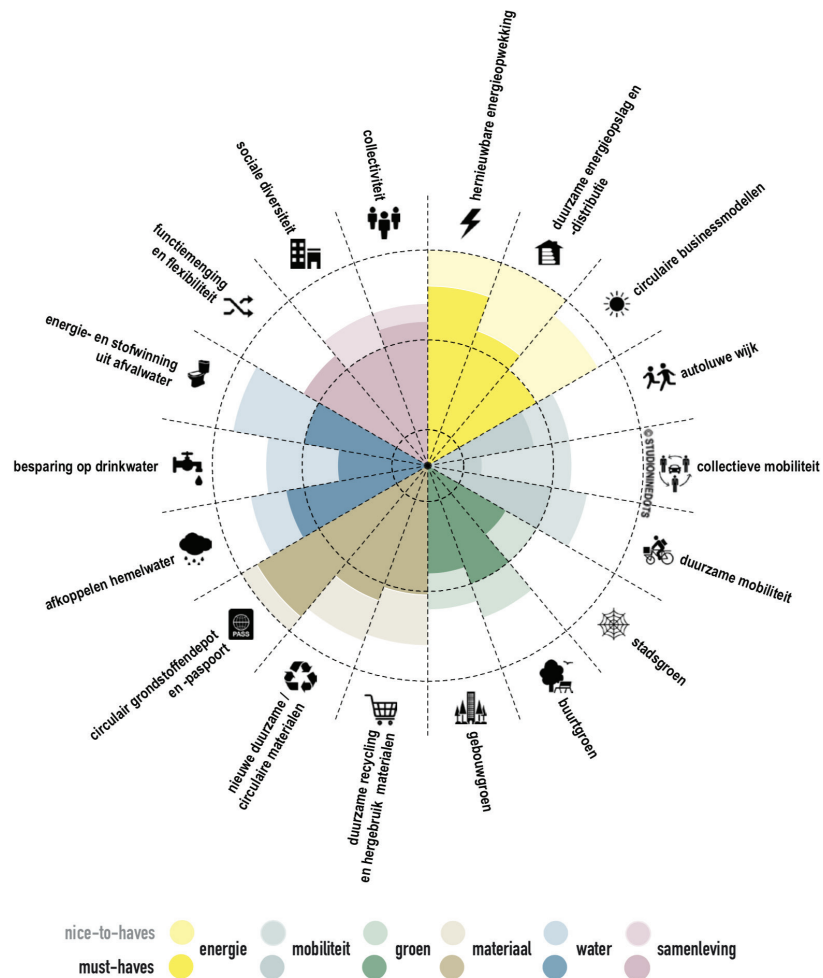 hernieuwbare energieopwekking
duurzame energieopslag en
-distributie
circulaire businessmodellen
autoluwe wijk
collectieve mobiliteit
© STUDIONINEDOTS
duurzame mobiliteit
stadsgroen
buurtgroen
gebouwgroen
duurzame recycling
en hergebruik materialen
nieuwe duurzame /
circulaire materialen
circulair grondstoffendepot
en -paspoort
PASS
afkoppelen hemelwater
besparing op drinkwater
energie- en stofwinning
uit afvalwater
functiemenging
en flexibiliteit
sociale diversiteit
collectiviteit
nice-to-haves
must-haves
energie
mobiliteit
groen
materiaal
water
samenleving